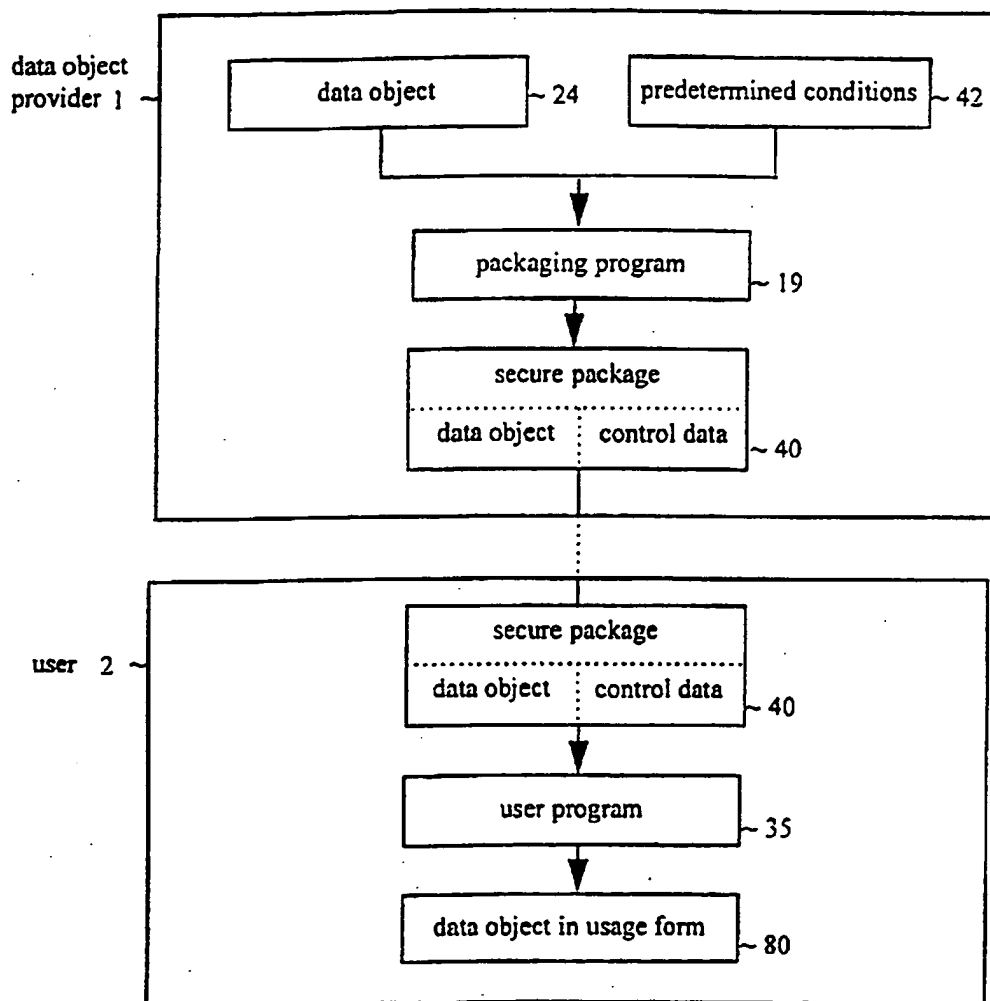 data object
provider 1 ~
data object ~ 24
predetermined conditions ~ 42
packaging program ~ 19
secure package
data object control data ~ 40
secure package
user 2 ~
data object control data ~ 40
user program ~ 35
data object in usage form ~ 80